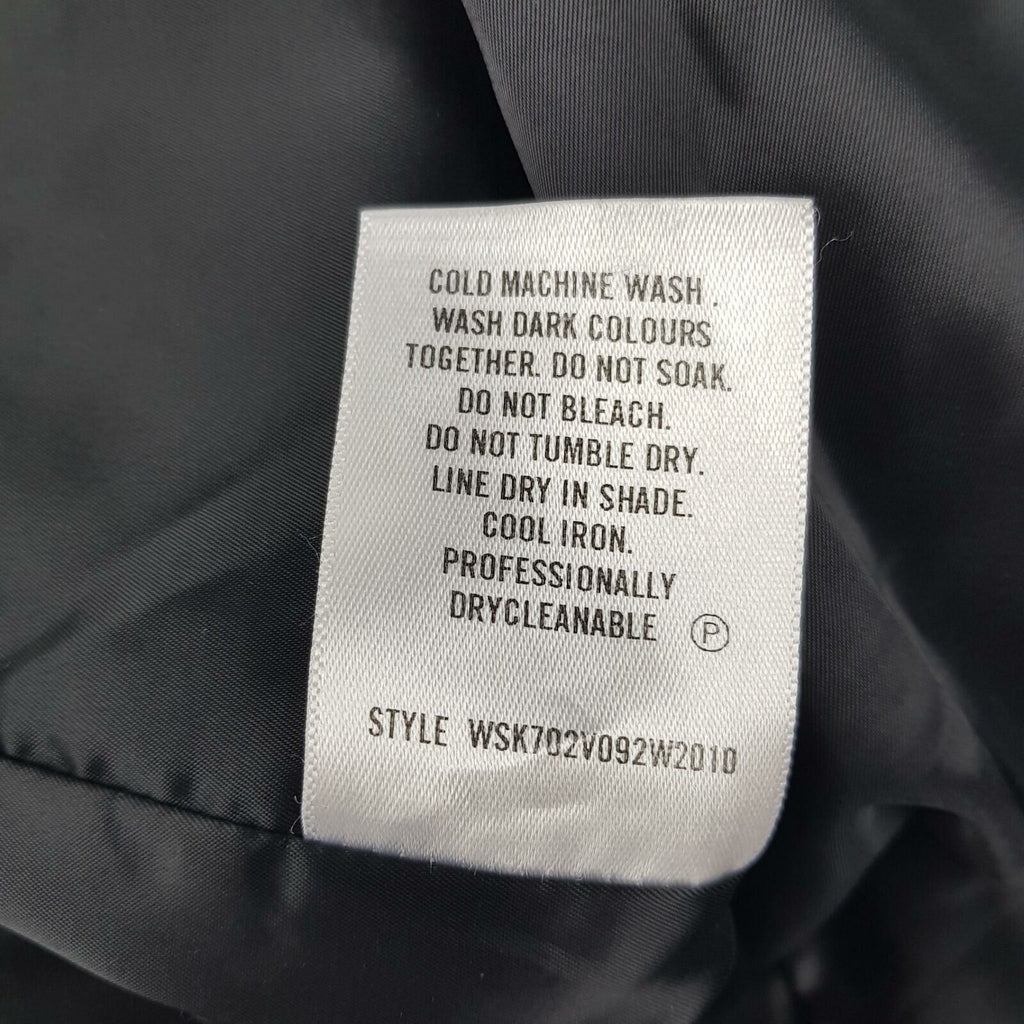 COLD MACHINE WASH .
WASH DARK COLOURS
TOGETHER. DO NOT SOAK.
DO NOT BLEACH.
DO NOT TUMBLE DRY.
LINE DRY IN SHADE.
COOL IRON.
PROFESSIONALLY
DRYCLEANABLE Ⓟ
STYLE WSK702V092W2010